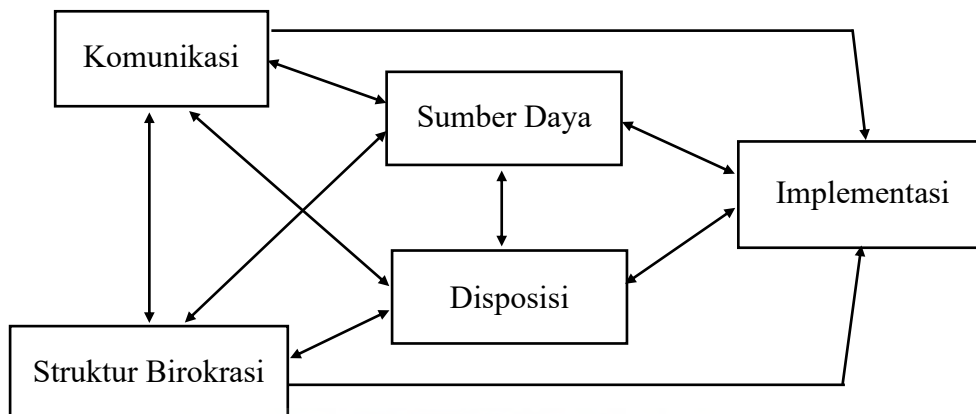 Komunikasi
Sumber Daya
Implementasi
Disposisi
Struktur Birokrasi